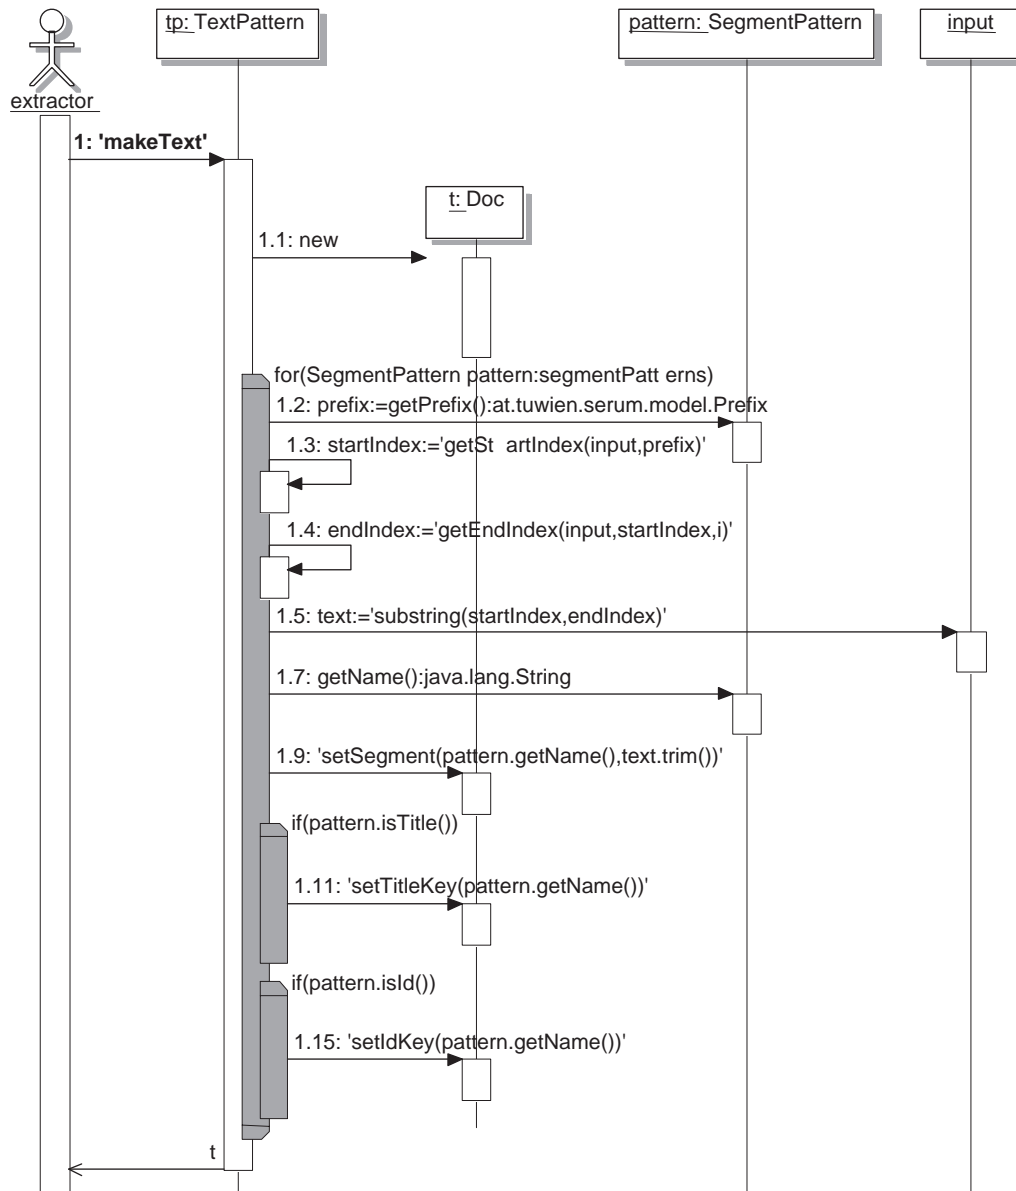 tp: TextPattern
pattern: SegmentPattern
input
extractor
1: 'makeText'
t: Doc
1.1: new
for(SegmentPattern pattern:segmentPatt erns)
1.2: prefix:=getPrefix():at.tuwien.serum.model.Prefix
1.3: startIndex:='getSt artIndex(input,prefix)'
1.4: endIndex:='getEndIndex(input,startIndex,i)'
1.5: text:='substring(startIndex,endIndex)'
1.7: getName():java.lang.String
1.9: 'setSegment(pattern.getName(),text.trim())'
if(pattern.isTitle())
1.11: 'setTitleKey(pattern.getName())'
if(pattern.isId())
1.15: 'setIdKey(pattern.getName())'
t